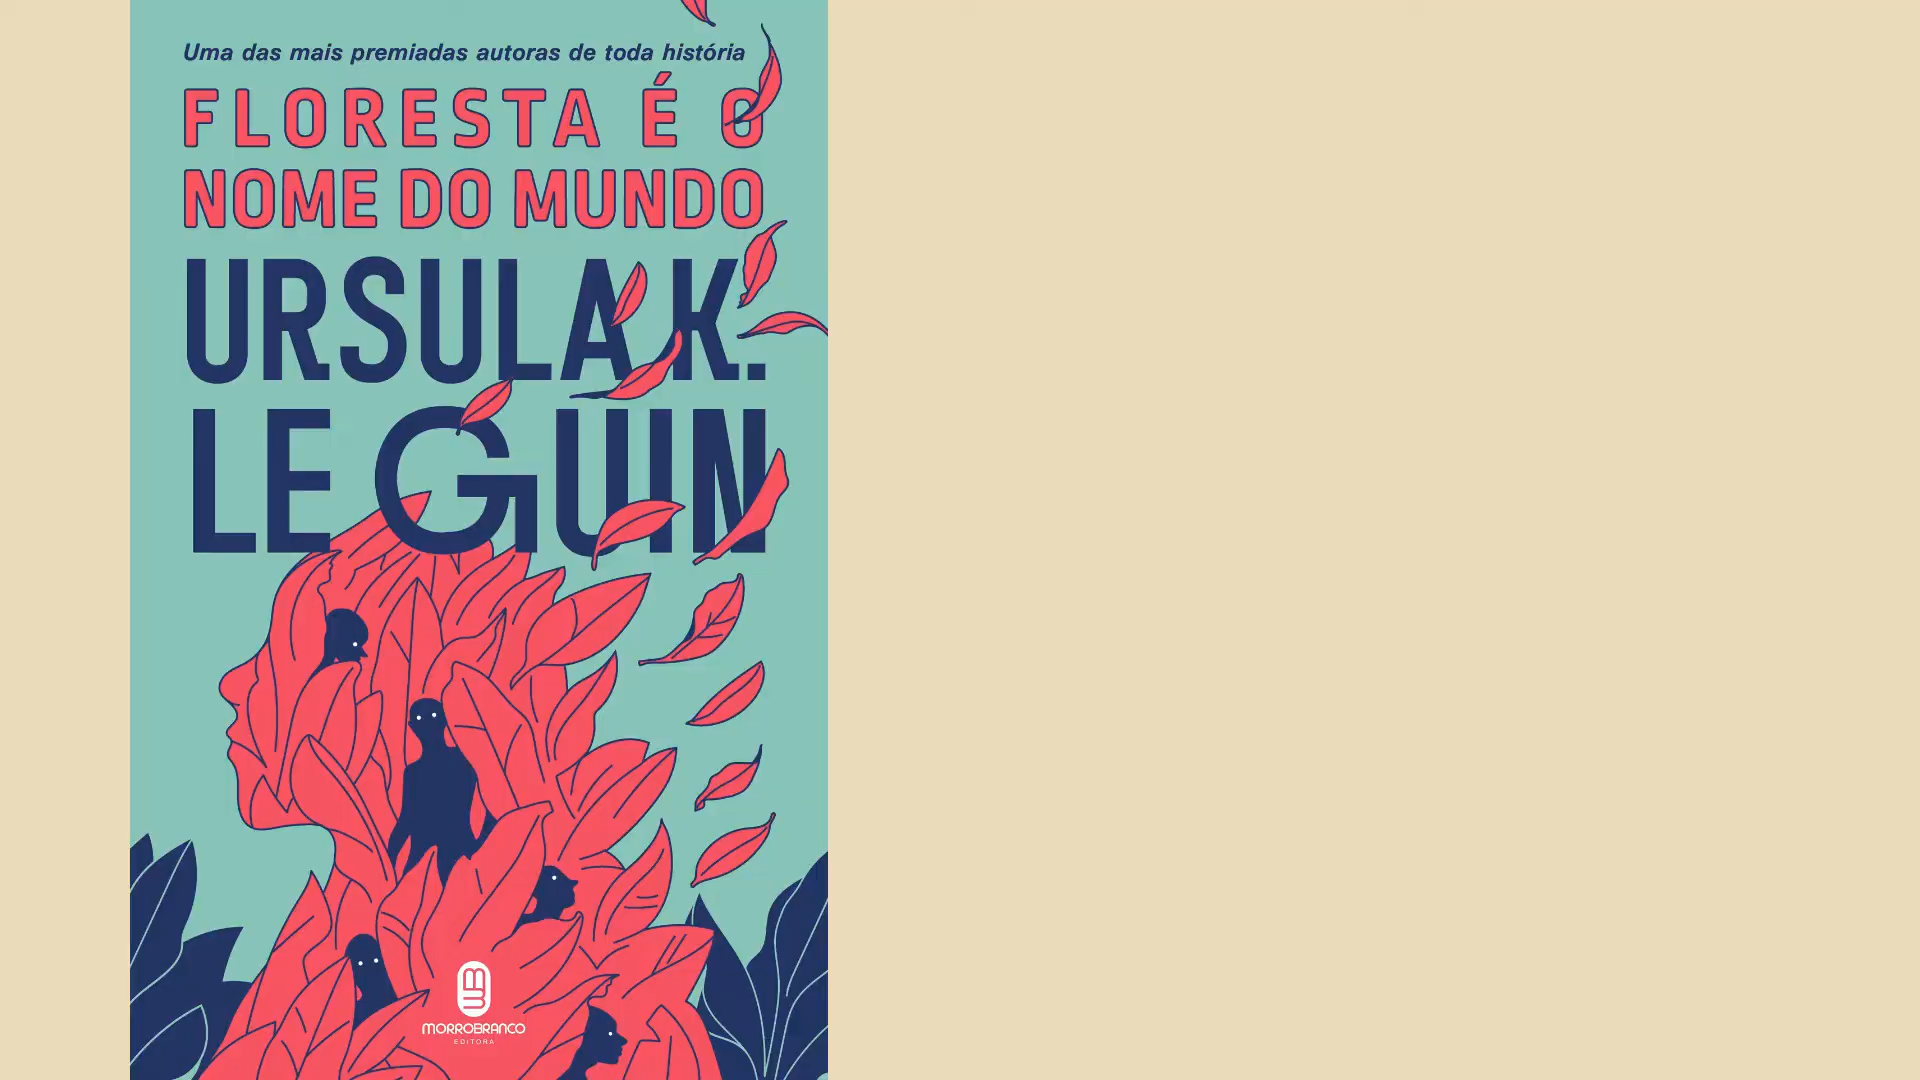 Uma das mais premiadas autoras de toda história
FLORESTA É O
NOME DO MUNDO
URSULA K.
LE GUIN
MORROBRANCO
EDITORA